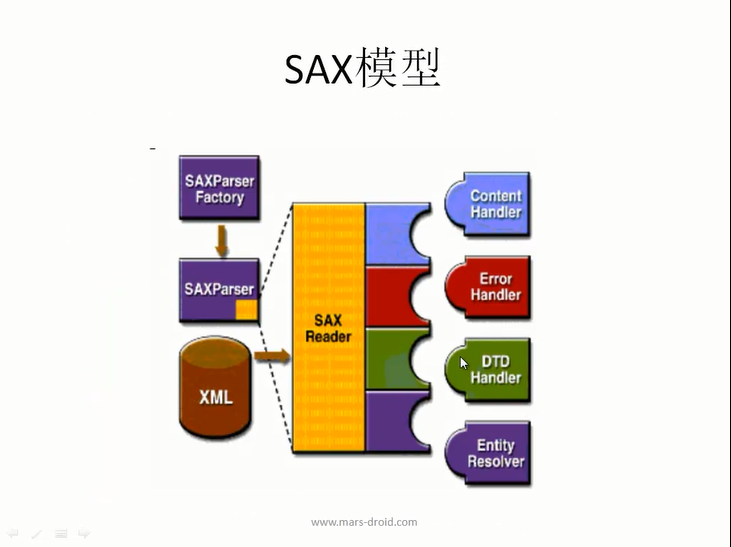 SAX模型
SAXParser
Factory
SAXParser
XML
SAX
Reader
Content
Handler
Error
Handler
DTD
Handler
Entity
Resolver
www.mars-droid.com